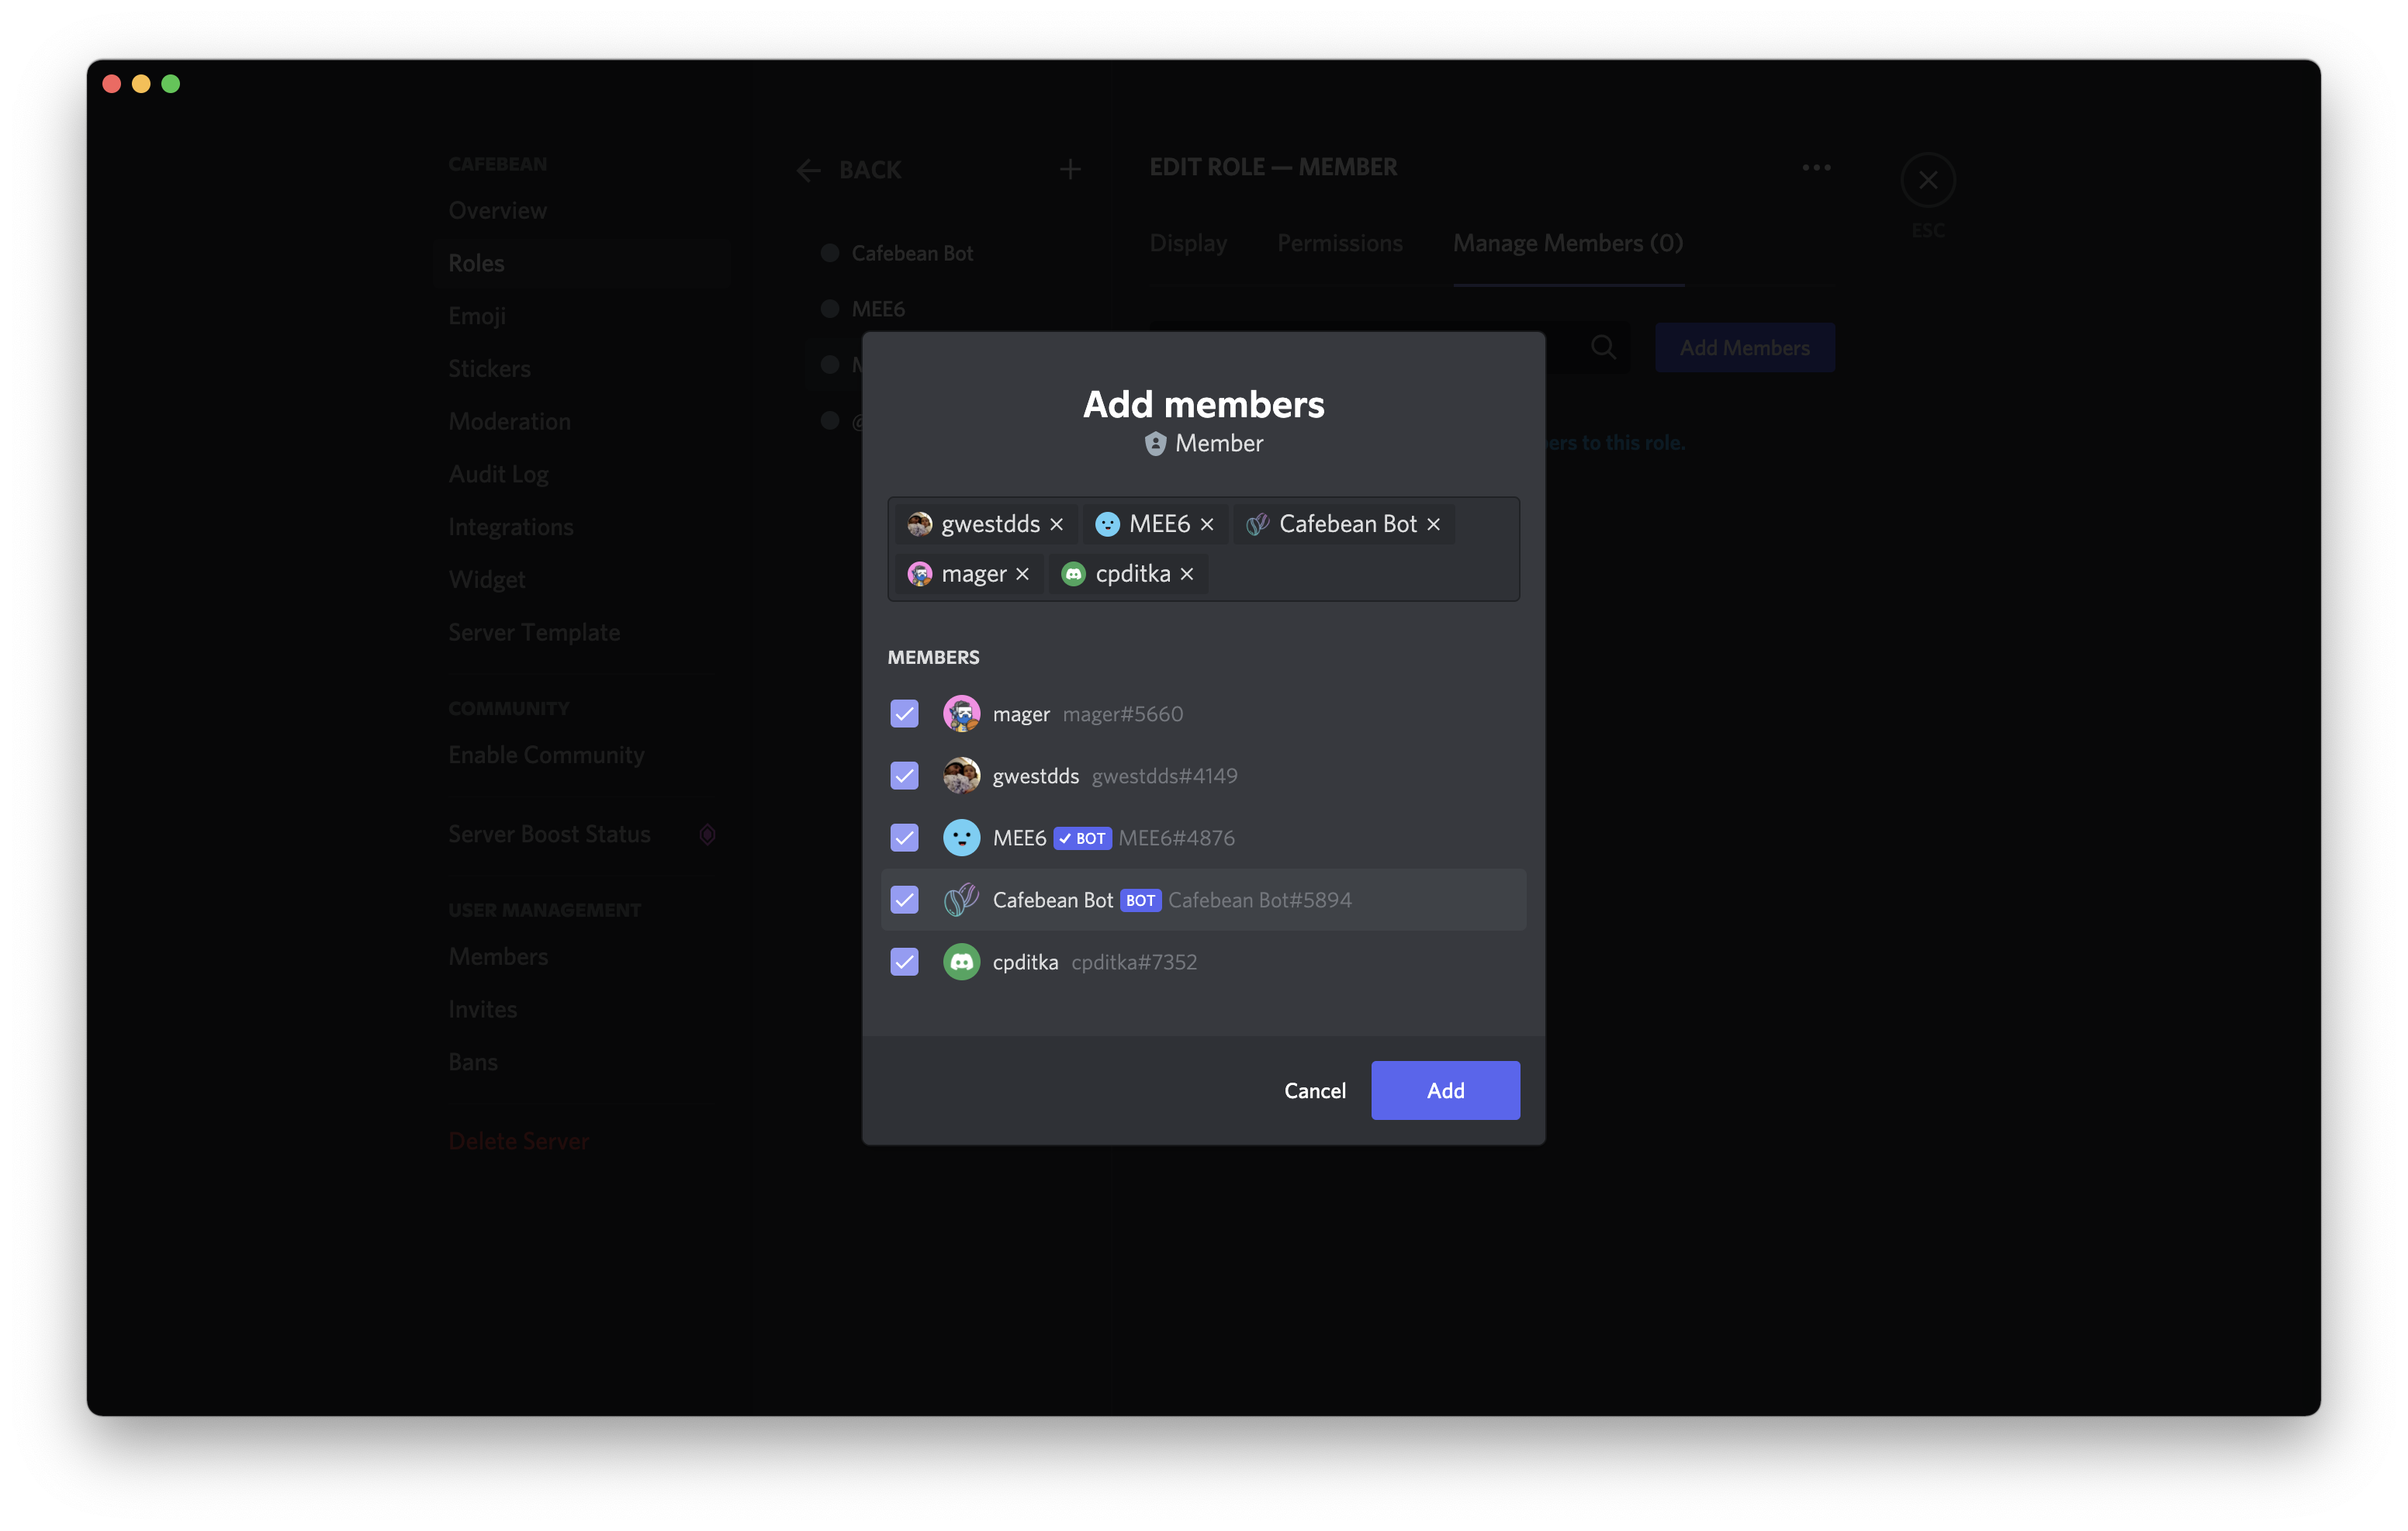 CAFEBEAN
Overview
Roles
Emoji
Stickers
Moderation
Audit Log
Integrations
Widget
Server Template
COMMUNITY
Enable Community
Server Boost Status
USER MANAGEMENT
Members
Invites
Bans
Delete Server
BACK
Cafebean Bot
MEE6
@
EDIT ROLE — MEMBER
Display Permissions Manage Members (0)
Add Members
to this role.
ESC
Add members
Member
gwestdds MEE6 Cafebean Bot
mager cpditka
MEMBERS
mager mager#5660
gwestdds gwestdds#4149
MEE6 BOT MEE6#4876
Cafebean Bot BOT Cafebean Bot#5894
cpditka cpditka#7352
Cancel Add